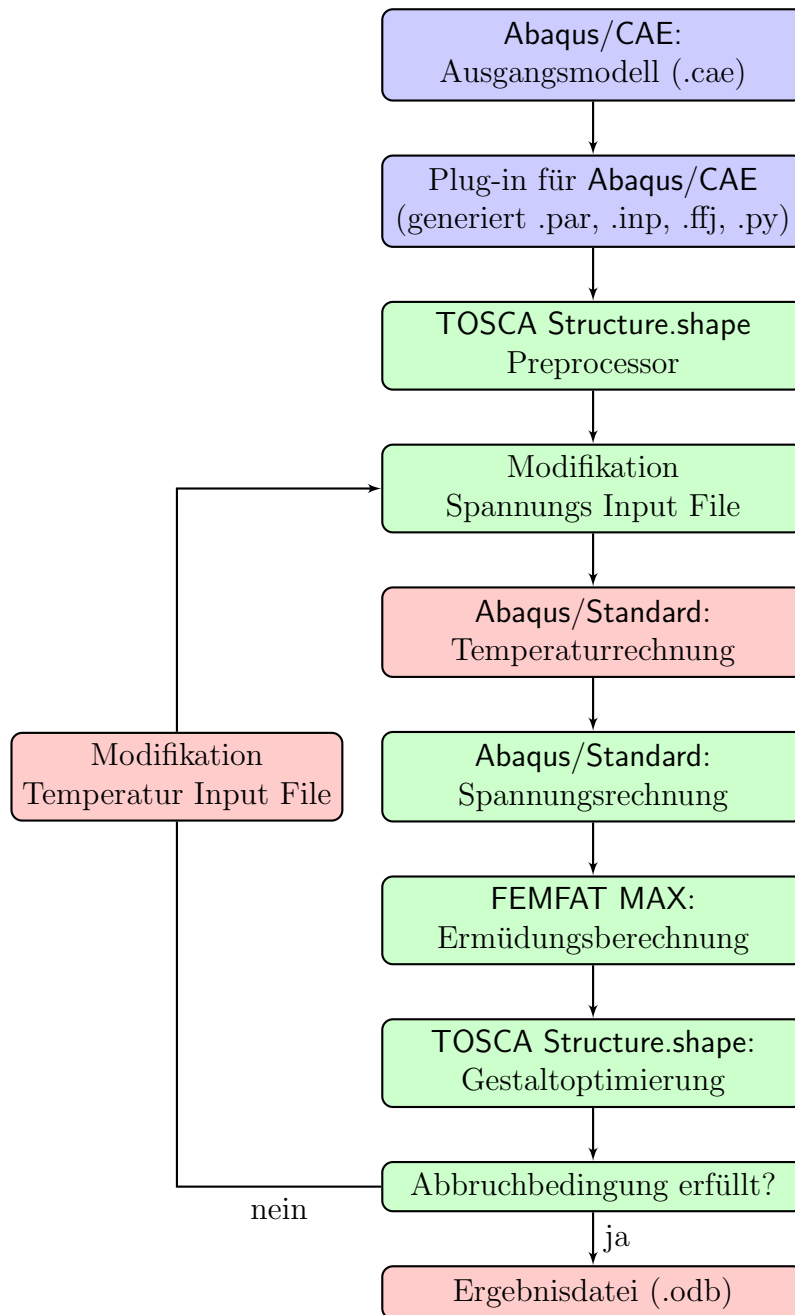 Abaqus/CAE:
Ausgangsmodell (.cae)
Plug-in für Abaqus/CAE
(generiert .par, .inp, .ffj, .py)
TOSCA Structure.shape
Preprocessor
Modifikation
Spannungs Input File
Abaqus/Standard:
Temperaturrechnung
Modifikation
Temperatur Input File
Abaqus/Standard:
Spannungsrechnung
FEMFAT MAX:
Ermüdungsberechnung
TOSCA Structure.shape:
Gestaltoptimierung
Abbruchbedingung erfüllt?
nein
ja
Ergebnisdatei (.odb)